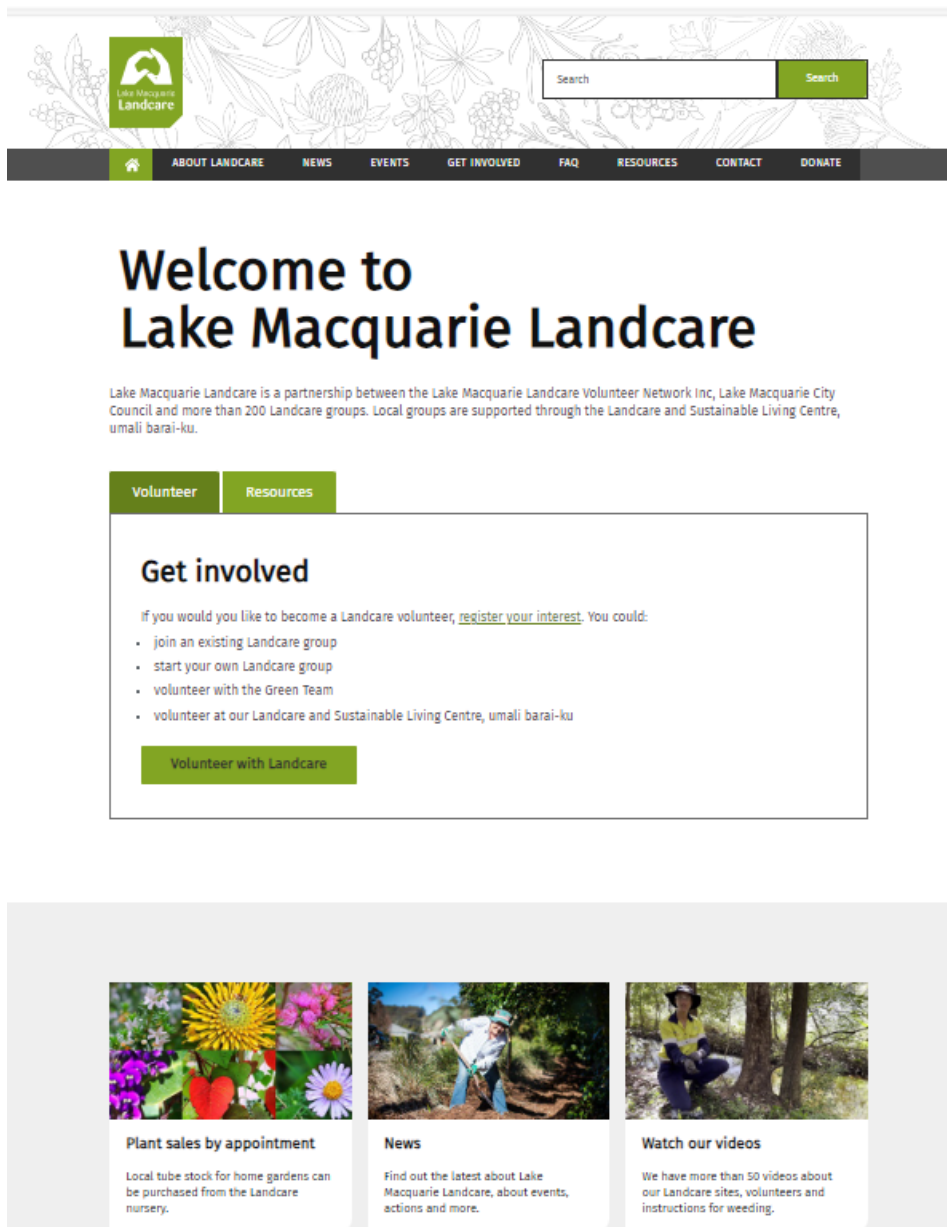 Lake Macquarie
Landcare
Search
Search
ABOUT LANDCARE NEWS EVENTS GET INVOLVED FAQ RESOURCES CONTACT DONATE
Welcome to
Lake Macquarie Landcare
Lake Macquarie Landcare is a partnership between the Lake Macquarie Landcare Volunteer Network Inc, Lake Macquarie City
Council and more than 200 Landcare groups. Local groups are supported through the Landcare and Sustainable Living Centre,
umali barai-ku.
Volunteer Resources
Get involved
If you would you like to become a Landcare volunteer, register your interest. You could:
• join an existing Landcare group
• start your own Landcare group
• volunteer with the Green Team
• volunteer at our Landcare and Sustainable Living Centre, umali barai-ku
Volunteer with Landcare
Plant sales by appointment
Local tube stock for home gardens can
be purchased from the Landcare
nursery.
News
Find out the latest about Lake
Macquarie Landcare, about events,
actions and more.
Watch our videos
We have more than 50 videos about
our Landcare sites, volunteers and
instructions for weeding.